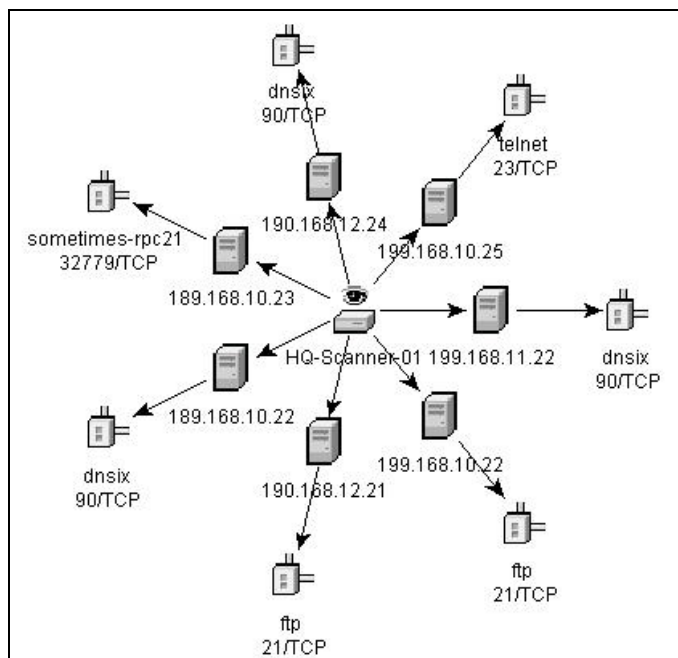 dnsix
90/TCP
telnet
23/TCP
190.168.12.24
199.168.10.25
sometimes-rpc21
32779/TCP
189.168.10.23
HQ-Scanner-01 199.168.11.22
dnsix
90/TCP
189.168.10.22
199.168.10.22
dnsix
90/TCP
190.168.12.21
ftp
21/TCP
ftp
21/TCP